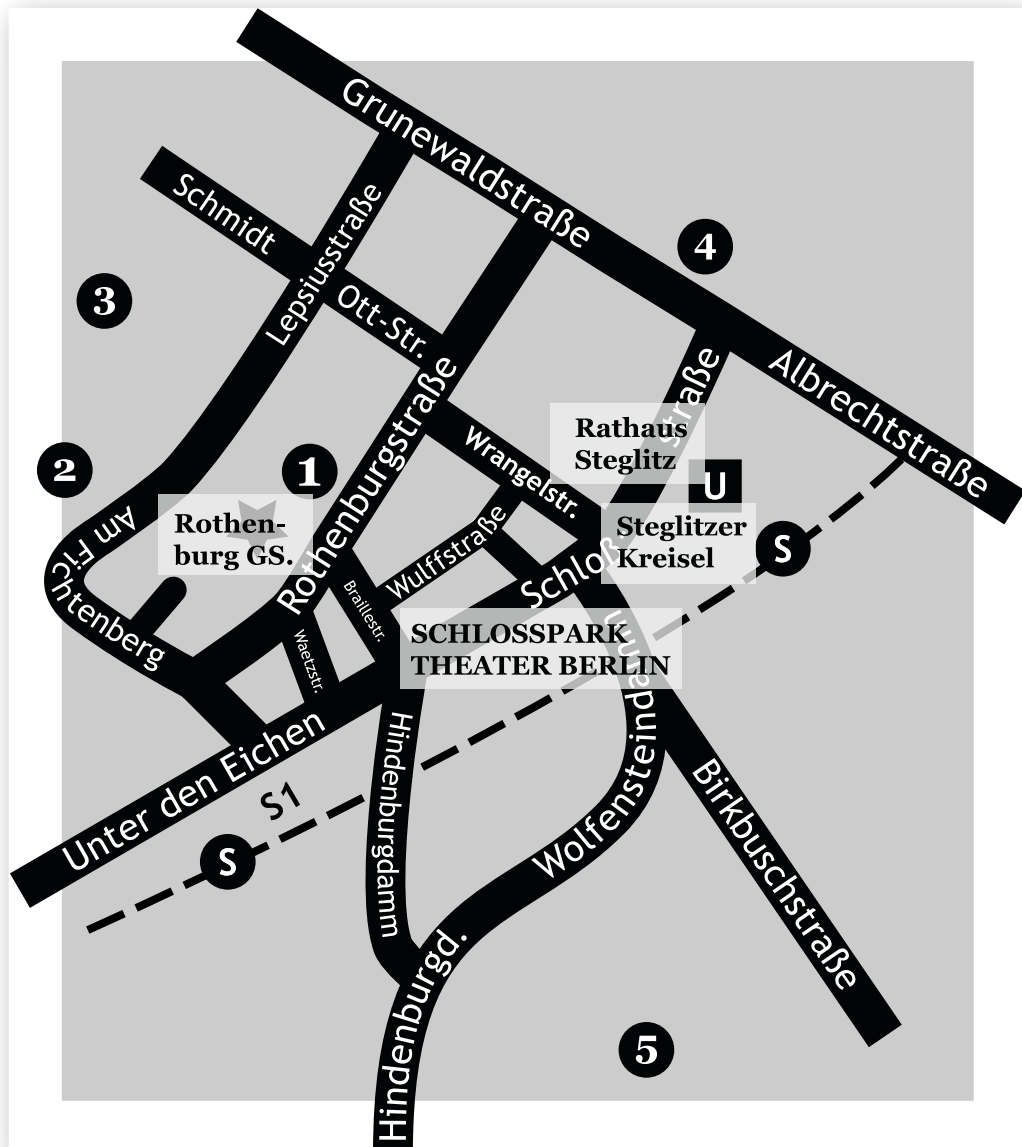 Grunewaldstraße
Albrechtstraße
Schmidt
Ott-Str.
Lepsiusstraße
4
3
Rothenburgstraße
Wrangelstr.
Rathaus
Steglitz
Schloß
straße
U
Steglitzer
Kreisel
S
2
1
Am Fichtenberg
Rothen-
burg GS.
Wulffstraße
Braillestr.
Waetzstr.
SCHLOSSPARK
THEATER BERLIN
Unter den Eichen
S1
S
Hindenburgdamm
Wolfensteindamm
Birkbuschstraße
Hindenburgd.
5